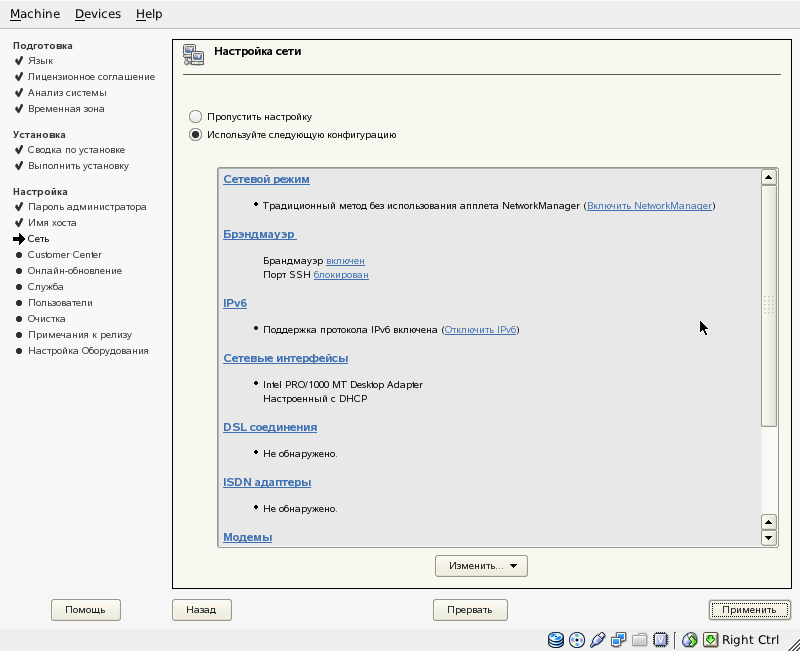 Machine Devices Help
Подготовка
Язык
Лицензионное соглашение
Анализ системы
Временная зона
Установка
Сводка по установке
Выполнить установку
Настройка
Пароль администратора
Имя хоста
Сеть
Customer Center
Онлайн-обновление
Служба
Пользователи
Очистка
Примечания к релизу
Настройка Оборудования
Настройка сети
Пропустить настройку
Используйте следующую конфигурацию
Сетевой режим
Традиционный метод без использования апплета NetworkManager (Включить NetworkManager)
Брэндмауэр
Брандмауэр включен
Порт SSH блокирован
IPv6
Поддержка протокола IPv6 включена (Отключить IPv6)
Сетевые интерфейсы
Intel PRO/1000 MT Desktop Adapter
Настроенный с DHCP
DSL соединения
Не обнаружено.
ISDN адаптеры
Не обнаружено.
Модемы
Изменить...
Помощь Назад Прервать Применить
Right Ctrl